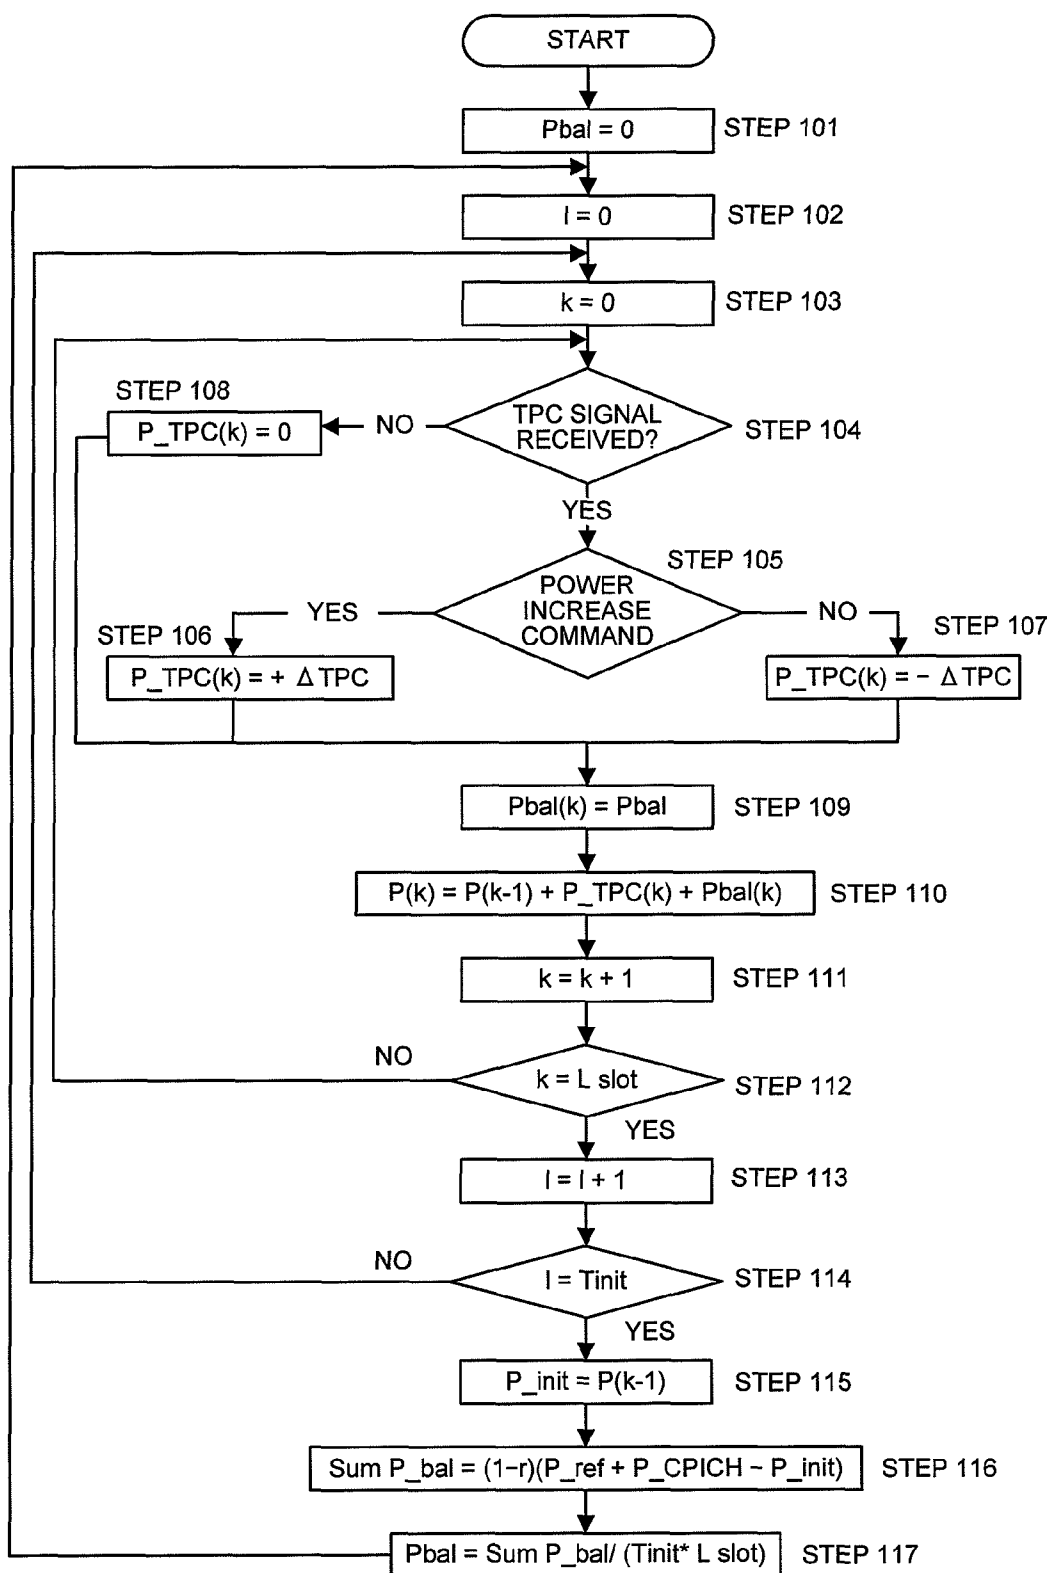 START
Pbal = 0
STEP 101
l = 0
STEP 102
k = 0
STEP 103
STEP 108
P_TPC(k) = 0
NO
TPC SIGNAL
RECEIVED?
STEP 104
YES
STEP 105
POWER
INCREASE
COMMAND
YES
NO
STEP 106
STEP 107
P_TPC(k) = + Δ TPC
P_TPC(k) = − Δ TPC
Pbal(k) = Pbal
STEP 109
P(k) = P(k-1) + P_TPC(k) + Pbal(k)
STEP 110
k = k + 1
STEP 111
NO
k = L slot
STEP 112
YES
l = l + 1
STEP 113
NO
l = Tinit
STEP 114
YES
P_init = P(k-1)
STEP 115
Sum P_bal = (1−r)(P_ref + P_CPICH − P_init)
STEP 116
Pbal = Sum P_bal/ (Tinit* L slot)
STEP 117